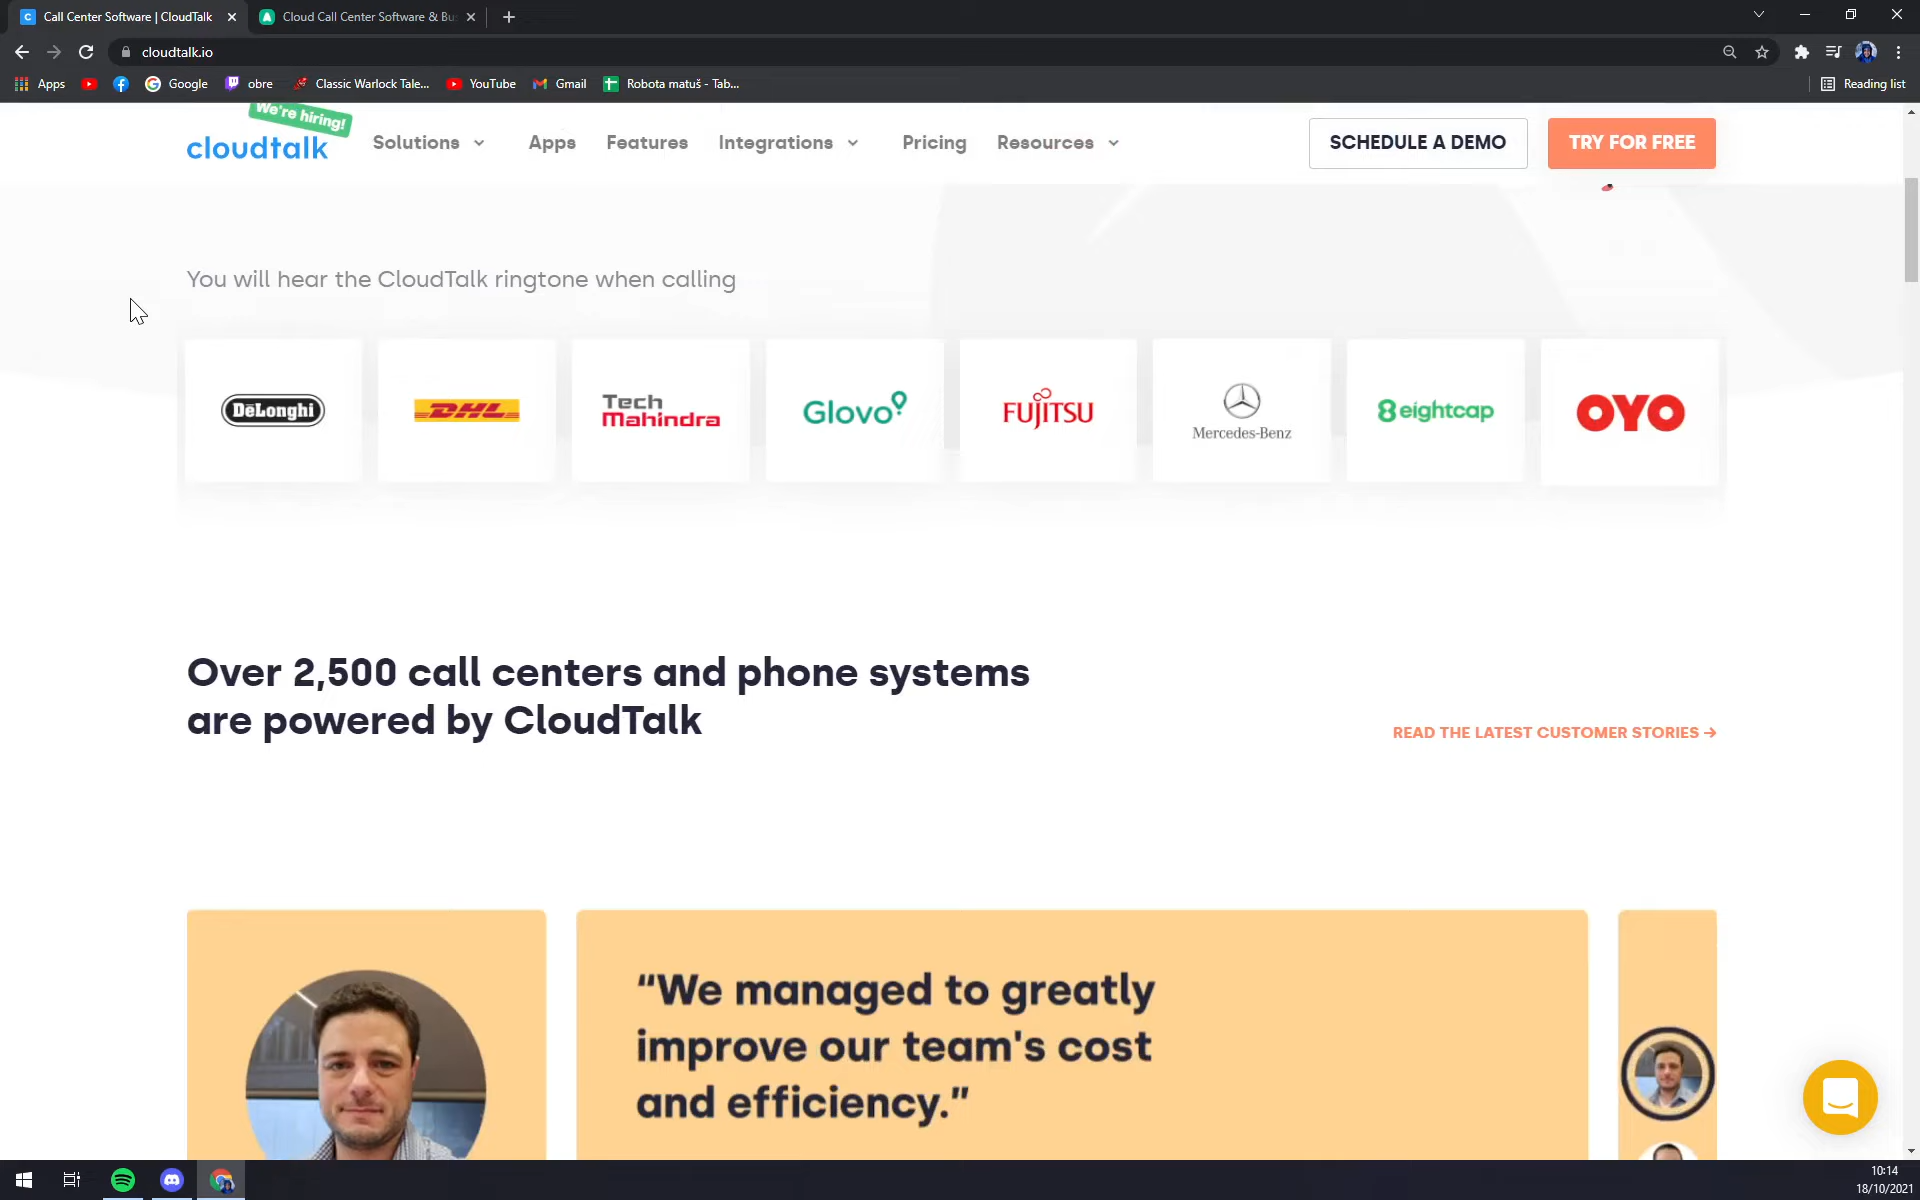 Call Center Software | CloudTalk
Cloud Call Center Software & Bu
cloudtalk.io
Apps
Google
obre
Classic Warlock Tale...
YouTube
Gmail
Robota matuš - Tab...
Reading list
We're hiring!
cloudtalk
Solutions
Apps
Features
Integrations
Pricing
Resources
SCHEDULE A DEMO
TRY FOR FREE
You will hear the CloudTalk ringtone when calling
DeLonghi
DHL
Tech
Mahindra
Glovo
FUJITSU
Mercedes-Benz
8eightcap
OYO
Over 2,500 call centers and phone systems
are powered by CloudTalk
READ THE LATEST CUSTOMER STORIES →
“We managed to greatly
improve our team's cost
and efficiency.”
10:14
18/10/2021